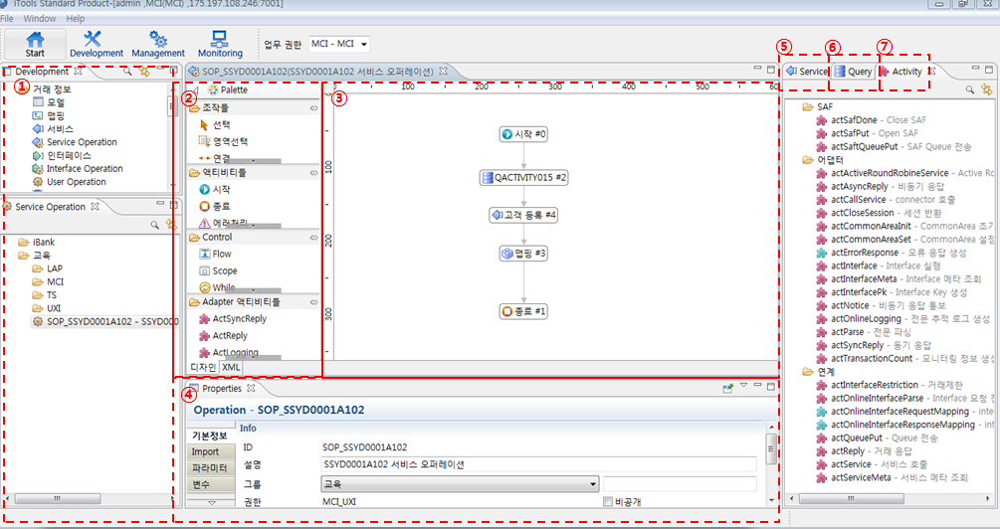 iTools Standard Product-[admin ,MCI(MCI) ,175.197.108.246:7001]
File Window Help
Start Development Management Monitoring 업무 권한 MCI - MCI
① Development
거래 정보
모델
맵핑
서비스
Service Operation
인터페이스
Interface Operation
User Operation
Service Operation
iBank
교육
LAP
MCI
TS
UXI
SOP_SSYD0001A102 - SSYD000
SOP_SSYD0001A102(SSYD0001A102 서비스 오퍼레이션)
② Palette
조작툴
선택
영역선택
연결
액티비티툴
시작
종료
에러처리
Control
Flow
Scope
While
Adapter 액티비티툴
ActSyncReply
ActReply
ActLogging
디자인 XML
③
0 100 200 300 400 500 600
100
200
300
시작 #0
QACTIVITY015 #2
고객 등록 #4
맵핑 #3
종료 #1
④ Properties
Operation - SOP_SSYD0001A102
기본정보
Import
파라미터
변수
Info
ID SOP_SSYD0001A102
설명 SSYD0001A102 서비스 오퍼레이션
그룹 교육
권한 MCI_UXI 비공개
⑤ ⑥ ⑦
Service Query Activity
SAF
actSafDone - Close SAF
actSafPut - Open SAF
actSaftQueuePut - SAF Queue 전송
어댑터
actActiveRoundRobineService - Active Ro
actAsyncReply - 비동기 응답
actCallService - connector 호출
actCloseSession - 세션 반환
actCommonAreaInit - CommonArea 초기
actCommonAreaSet - CommonArea 설정
actErrorResponse - 오류 응답 생성
actInterface - Interface 실행
actInterfaceMeta - Interface 메타 조회
actInterfacePk - Interface Key 생성
actNotice - 비동기 응답 통보
actOnlineLogging - 전문 추적 로그 생성
actParse - 전문 파싱
actSyncReply - 동기 응답
actTransactionCount - 모니터링 정보 생성
연계
actInterfaceRestriction - 거래제한
actOnlineInterfaceParse - Interface 요청 전
actOnlineInterfaceRequestMapping - inte
actOnlineInterfaceResponseMapping - int
actQueuePut - Queue 전송
actReply - 거래 응답
actService - 서비스 호출
actServiceMeta - 서비스 메타 조회